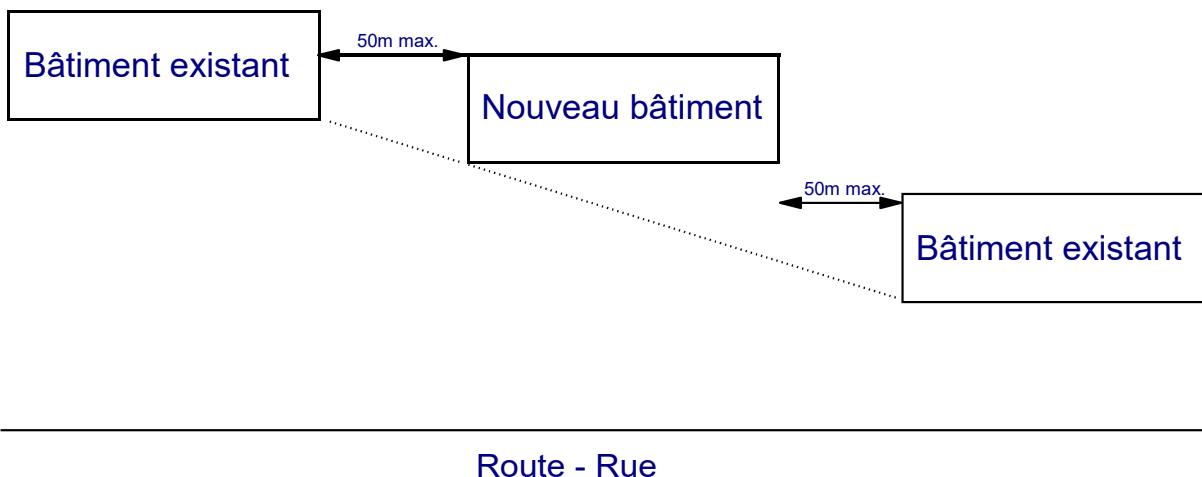 50m max.
Bâtiment existant
Nouveau bâtiment
50m max.
Bâtiment existant
Route - Rue